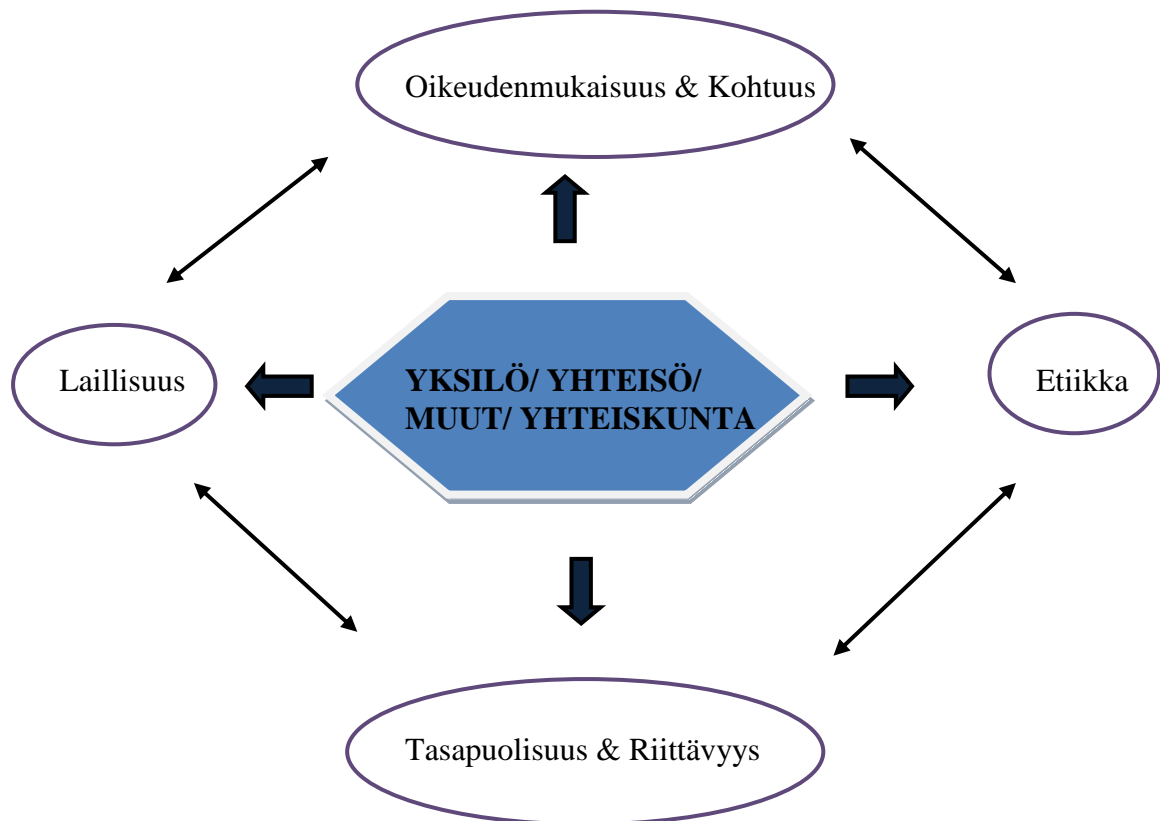 Oikeudenmukaisuus & Kohtuus
Laillisuus
YKSILÖ/ YHTEISÖ/
MUUT/ YHTEISKUNTA
Etiikka
Tasapuolisuus & Riittävyys